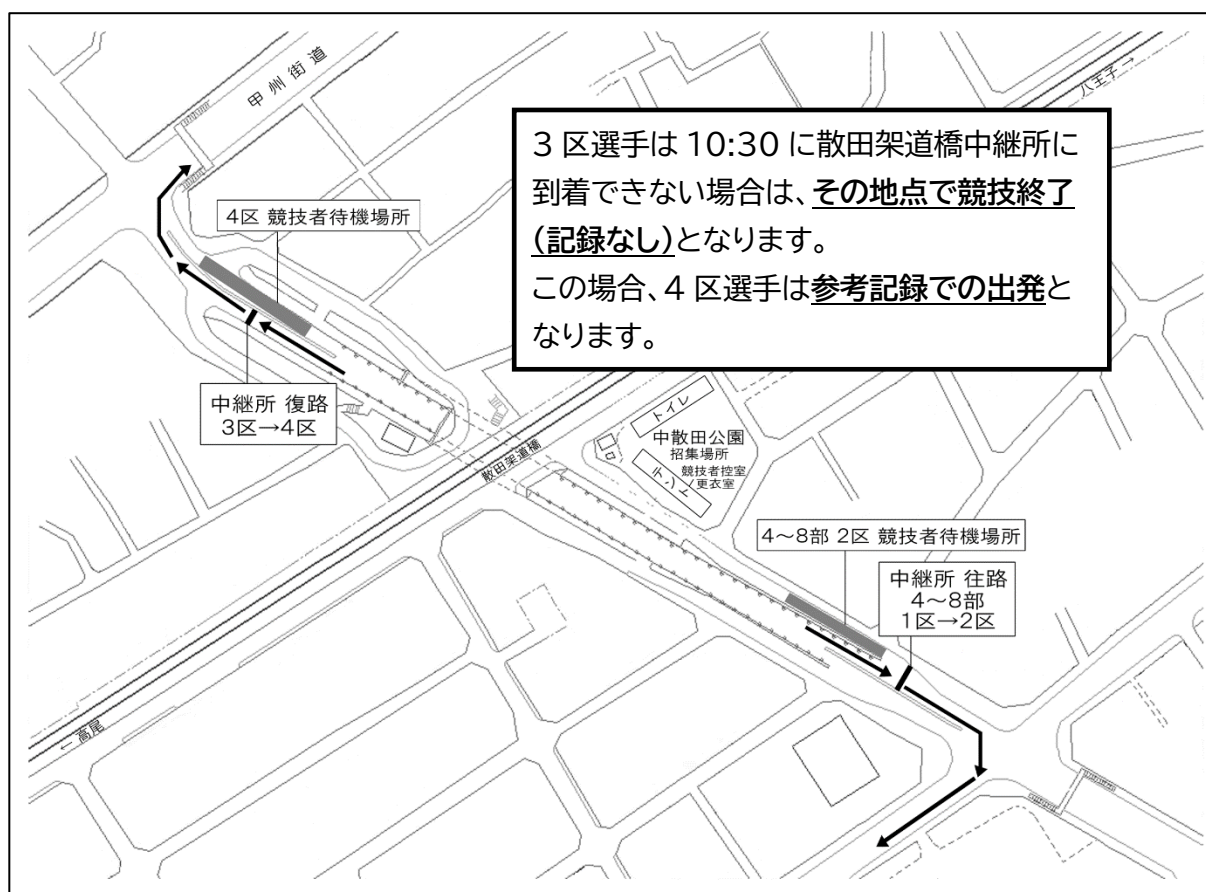 甲州街道
八王子→
3区選手は10:30に散田架道橋中継所に
到着できない場合は、その地点で競技終了
(記録なし)となります。
この場合、4区選手は参考記録での出発と
なります。
4区 競技者待機場所
中継所 復路
3区→4区
トイレ
中散田公園
招集場所
競技者控室
/更衣室
テント
散田架道橋
4～8部 2区 競技者待機場所
中継所 往路
4～8部
1区→2区
←高尾